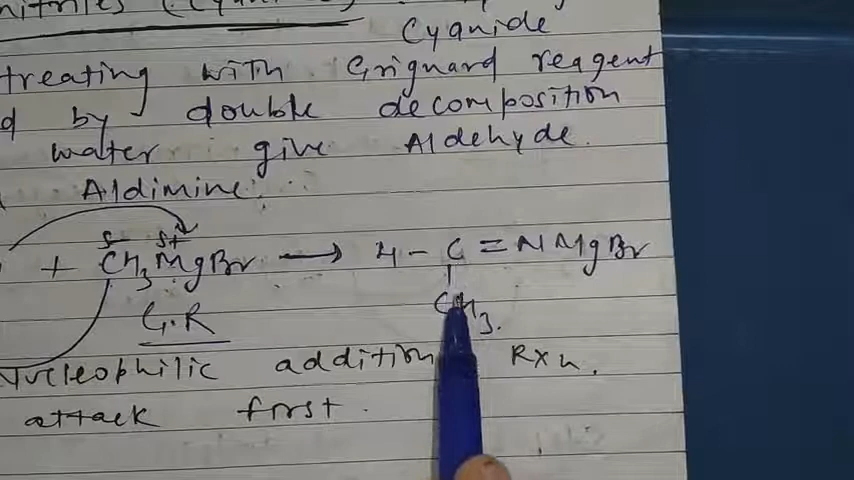 Cyanide
treating with Grignard reagent
d by double decomposition
water give Aldehyde.
Aldimine.
δ- δ+
+ CH3MgBr → H - C = NMgBr
CH3.
G.R
Nucleophilic addition Rxn.
attack first.